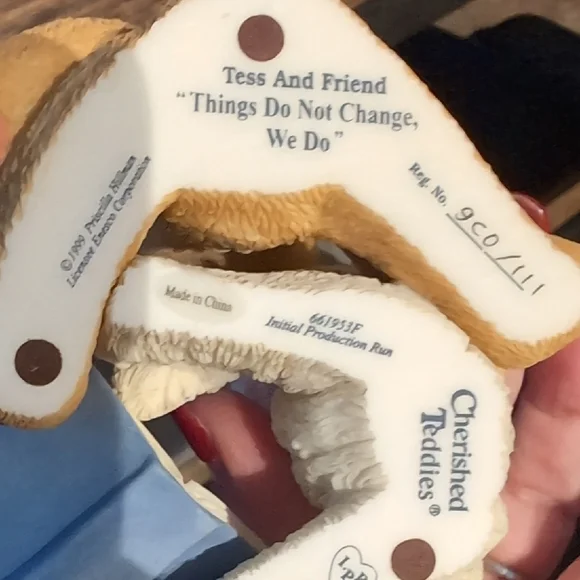 Tess And Friend
“Things Do Not Change,
We Do”
©1999 Priscilla Hillman
Licensee Enesco Corporation
Reg. No. 9C0/111
Made in China
661953F
Initial Production Run
Cherished
Teddies®
I.P.R